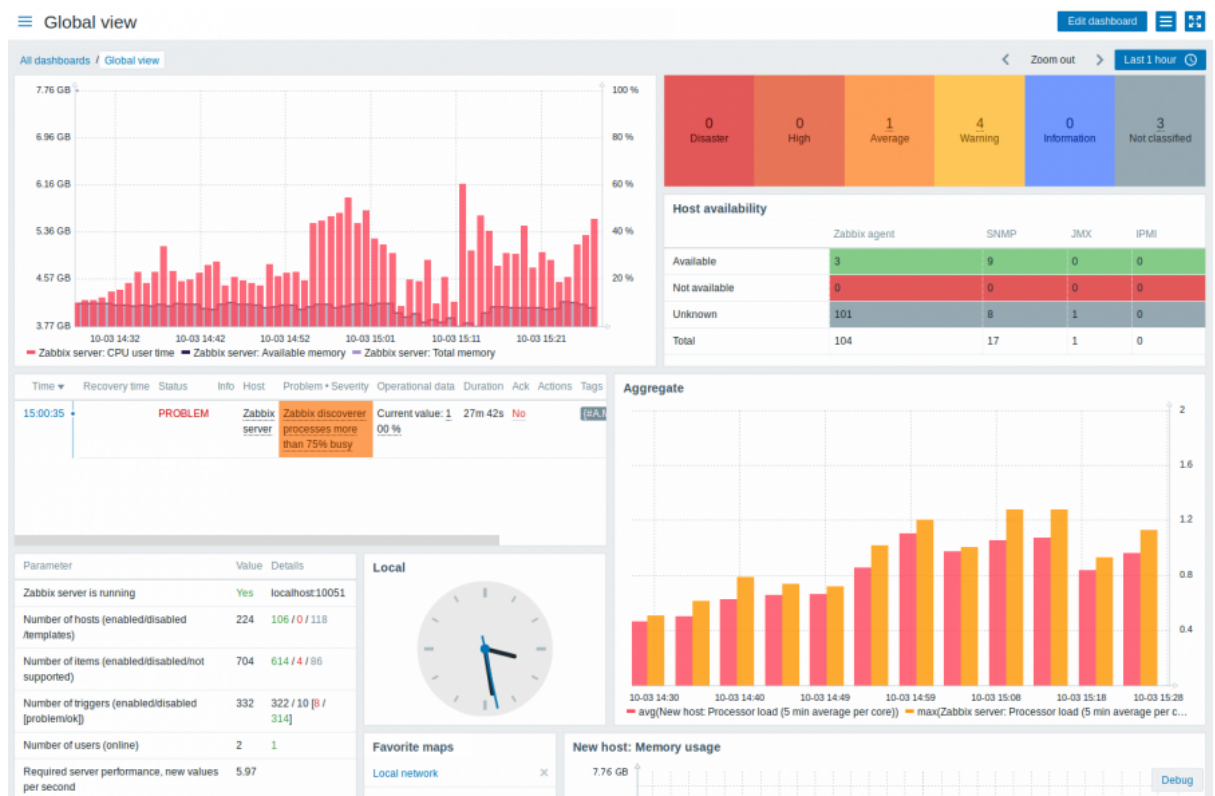 Global view
Edit dashboard
All dashboards / Global view
Zoom out
Last 1 hour
7.76 GB
6.96 GB
6.16 GB
5.36 GB
4.57 GB
3.77 GB
100 %
80 %
60 %
40 %
20 %
10-03 14:32 10-03 14:42 10-03 14:52 10-03 15:01 10-03 15:11 10-03 15:21
Zabbix server: CPU user time Zabbix server: Available memory Zabbix server: Total memory
0 0 1 4 0 3
Disaster High Average Warning Information Not classified
Host availability
Zabbix agent SNMP JMX IPMI
Available 3 9 0 0
Not available 0 0 0 0
Unknown 101 8 1 0
Total 104 17 1 0
Time Recovery time Status Info Host Problem • Severity Operational data Duration Ack Actions Tags
15:00:35 PROBLEM Zabbix Zabbix discoverer Current value: 1 27m 42s No
server processes more 00 %
than 75% busy
Aggregate
2
1.6
1.2
0.8
0.4
10-03 14:30 10-03 14:40 10-03 14:49 10-03 14:59 10-03 15:08 10-03 15:18 10-03 15:28
avg(New host: Processor load (5 min average per core)) max(Zabbix server: Processor load (5 min average per c...
Parameter Value Details
Zabbix server is running Yes localhost:10051
Number of hosts (enabled/disabled 224 106 / 0 / 118
/templates)
Number of items (enabled/disabled/not 704 614 / 4 / 86
supported)
Number of triggers (enabled/disabled 332 322 / 10 [8 /
[problem/ok]) 314]
Number of users (online) 2 1
Required server performance, new values 5.97
per second
Local
Favorite maps
Local network
New host: Memory usage
7.76 GB
Debug